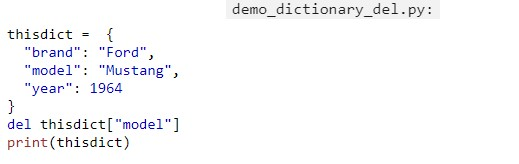 demo_dictionary_del.py:
thisdict =  {
  "brand": "Ford",
  "model": "Mustang",
  "year": 1964
}
del thisdict["model"]
print(thisdict)